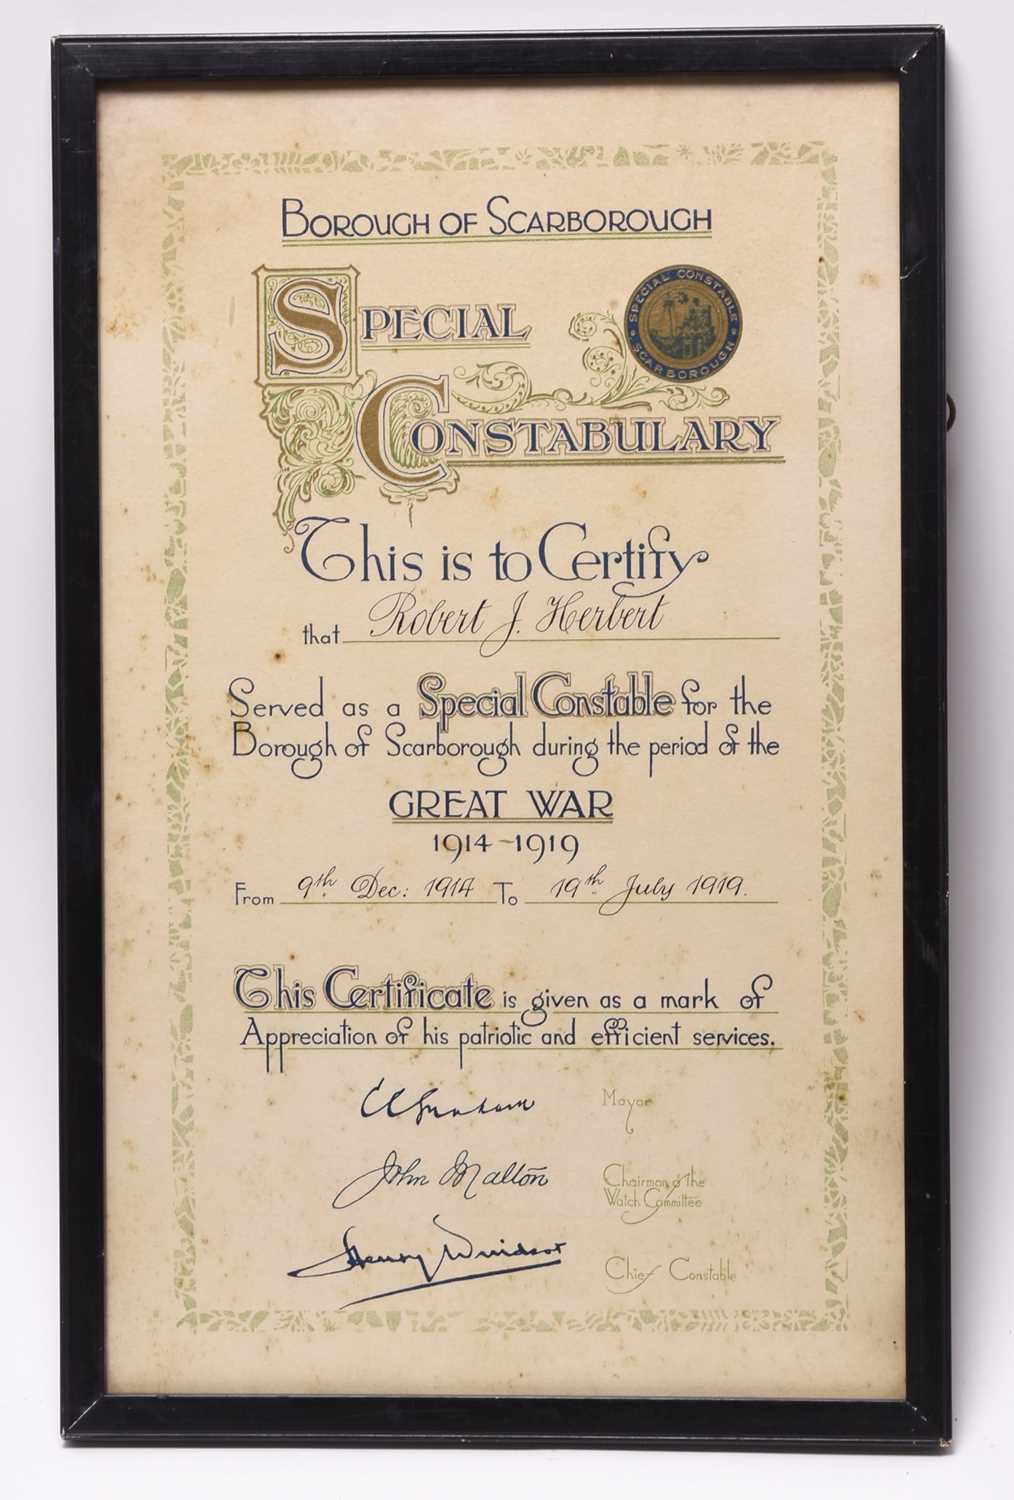 BOROUGH OF SCARBOROUGH
SPECIAL
SPECIAL CONSTABLE
SCARBOROUGH
CONSTABULARY
This is to Certify
that Robert J. Herbert
Served as a Special Constable for the
Borough of Scarborough during the period of the
GREAT WAR
1914-1919
From 9th Dec: 1914 To 19th July 1919.
This Certificate is given as a mark of
Appreciation of his patriotic and efficient services.
C C Graham Mayor
John Malton Chairman of the
Watch Committee
Henry Windsor Chief Constable